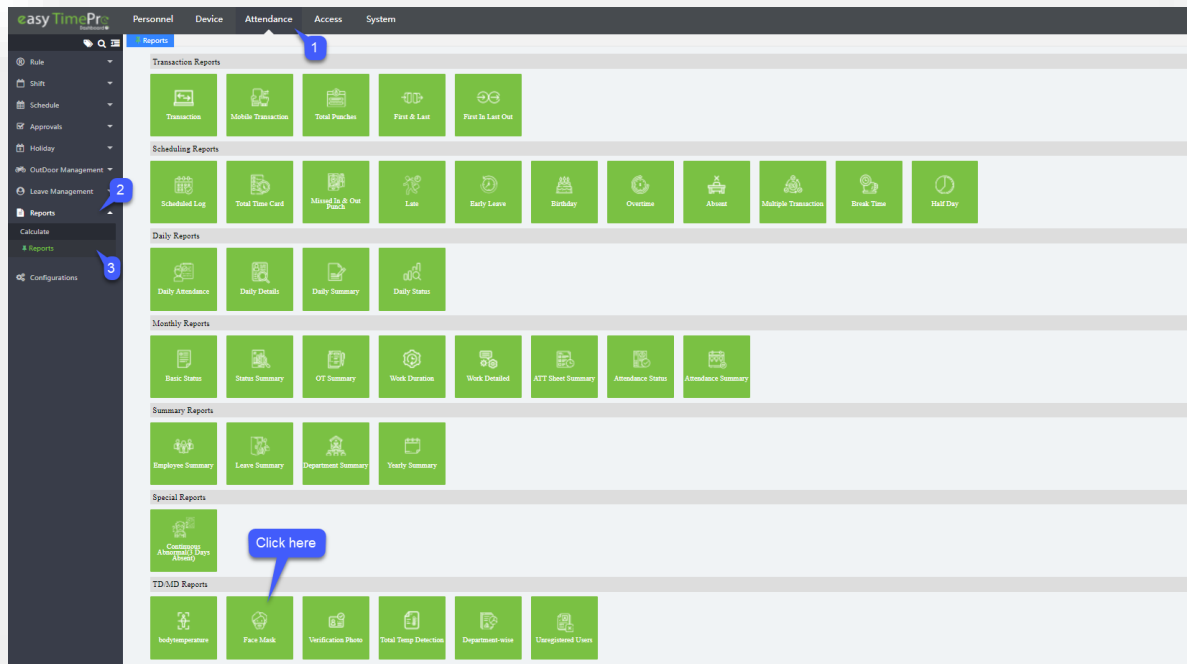 easy TimePro
Dashboard
Personnel Device Attendance Access System
Reports
1
Rule
Shift
Schedule
Approvals
Holiday
OutDoor Management
Leave Management
2
Reports
Calculate
Reports
3
Configurations
Transaction Reports
Transaction
Mobile Transaction
Total Punches
First & Last
First In Last Out
Scheduling Reports
Scheduled Log
Total Time Card
Missed In & Out
Punch
Late
Early Leave
Birthday
Overtime
Absent
Multiple Transaction
Break Time
Half Day
Daily Reports
Daily Attendance
Daily Details
Daily Summary
Daily Status
Monthly Reports
Basic Status
Status Summary
OT Summary
Work Duration
Work Detailed
ATT Sheet Summary
Attendance Status
Attendance Summary
Summary Reports
Employee Summary
Leave Summary
Department Summary
Yearly Summary
Special Reports
Continuous
Abnormal(3 Days
Absent)
Click here
TD/MD Reports
bodytemperature
Face Mask
Verification Photo
Total Temp Detection
Department-wise
Unregistered Users